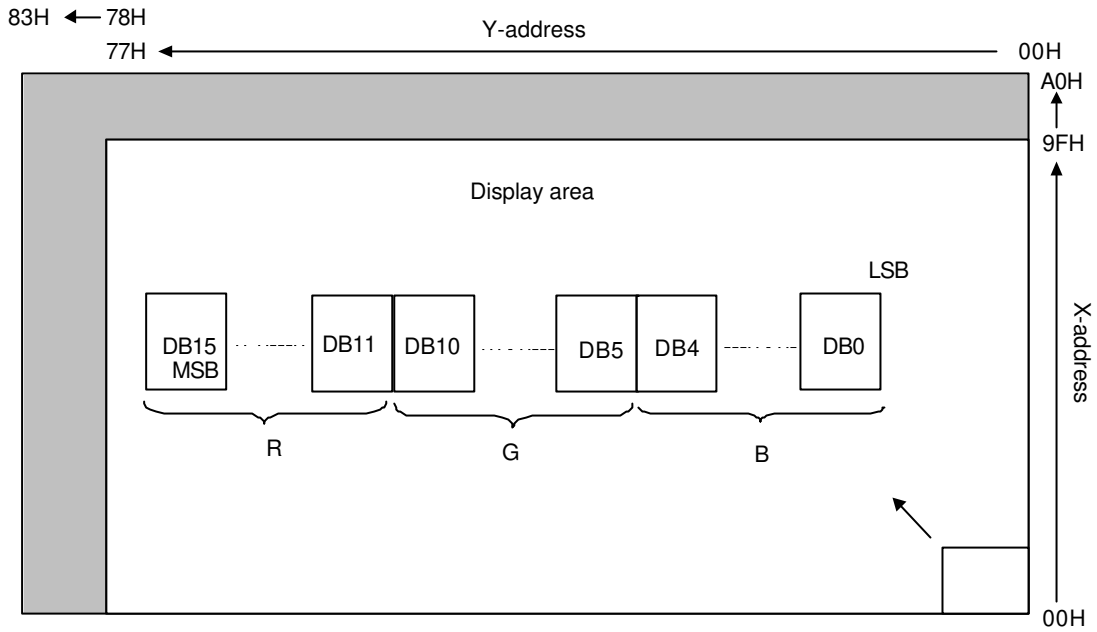 83H 78H
Y-address
77H 00H
A0H
9FH
Display area
LSB
X-address
DB15 DB11 DB10 DB5 DB4 DB0
MSB
R G B
00H